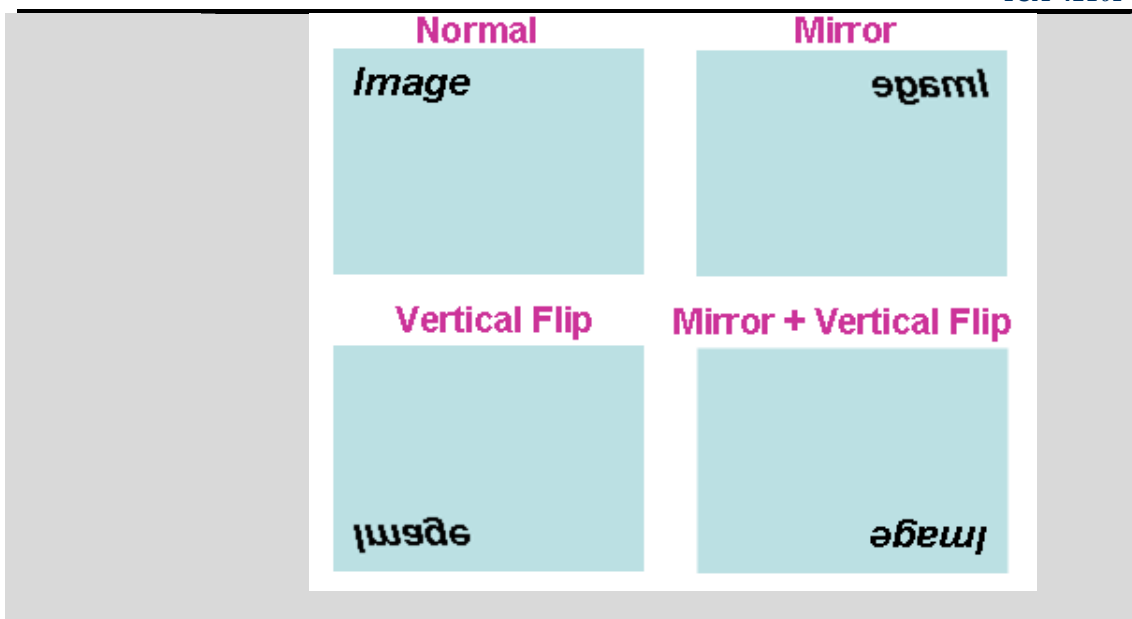 Normal
Mirror
Image
Image
Vertical Flip
Mirror + Vertical Flip
Image
Image